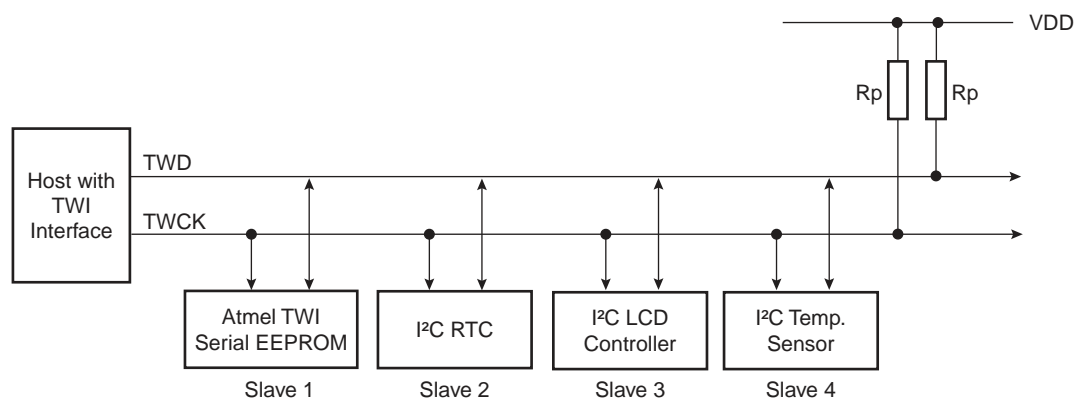 VDD
Rp
Rp
Host with
TWI
Interface
TWD
TWCK
Atmel TWI
Serial EEPROM
Slave 1
I²C RTC
Slave 2
I²C LCD
Controller
Slave 3
I²C Temp.
Sensor
Slave 4